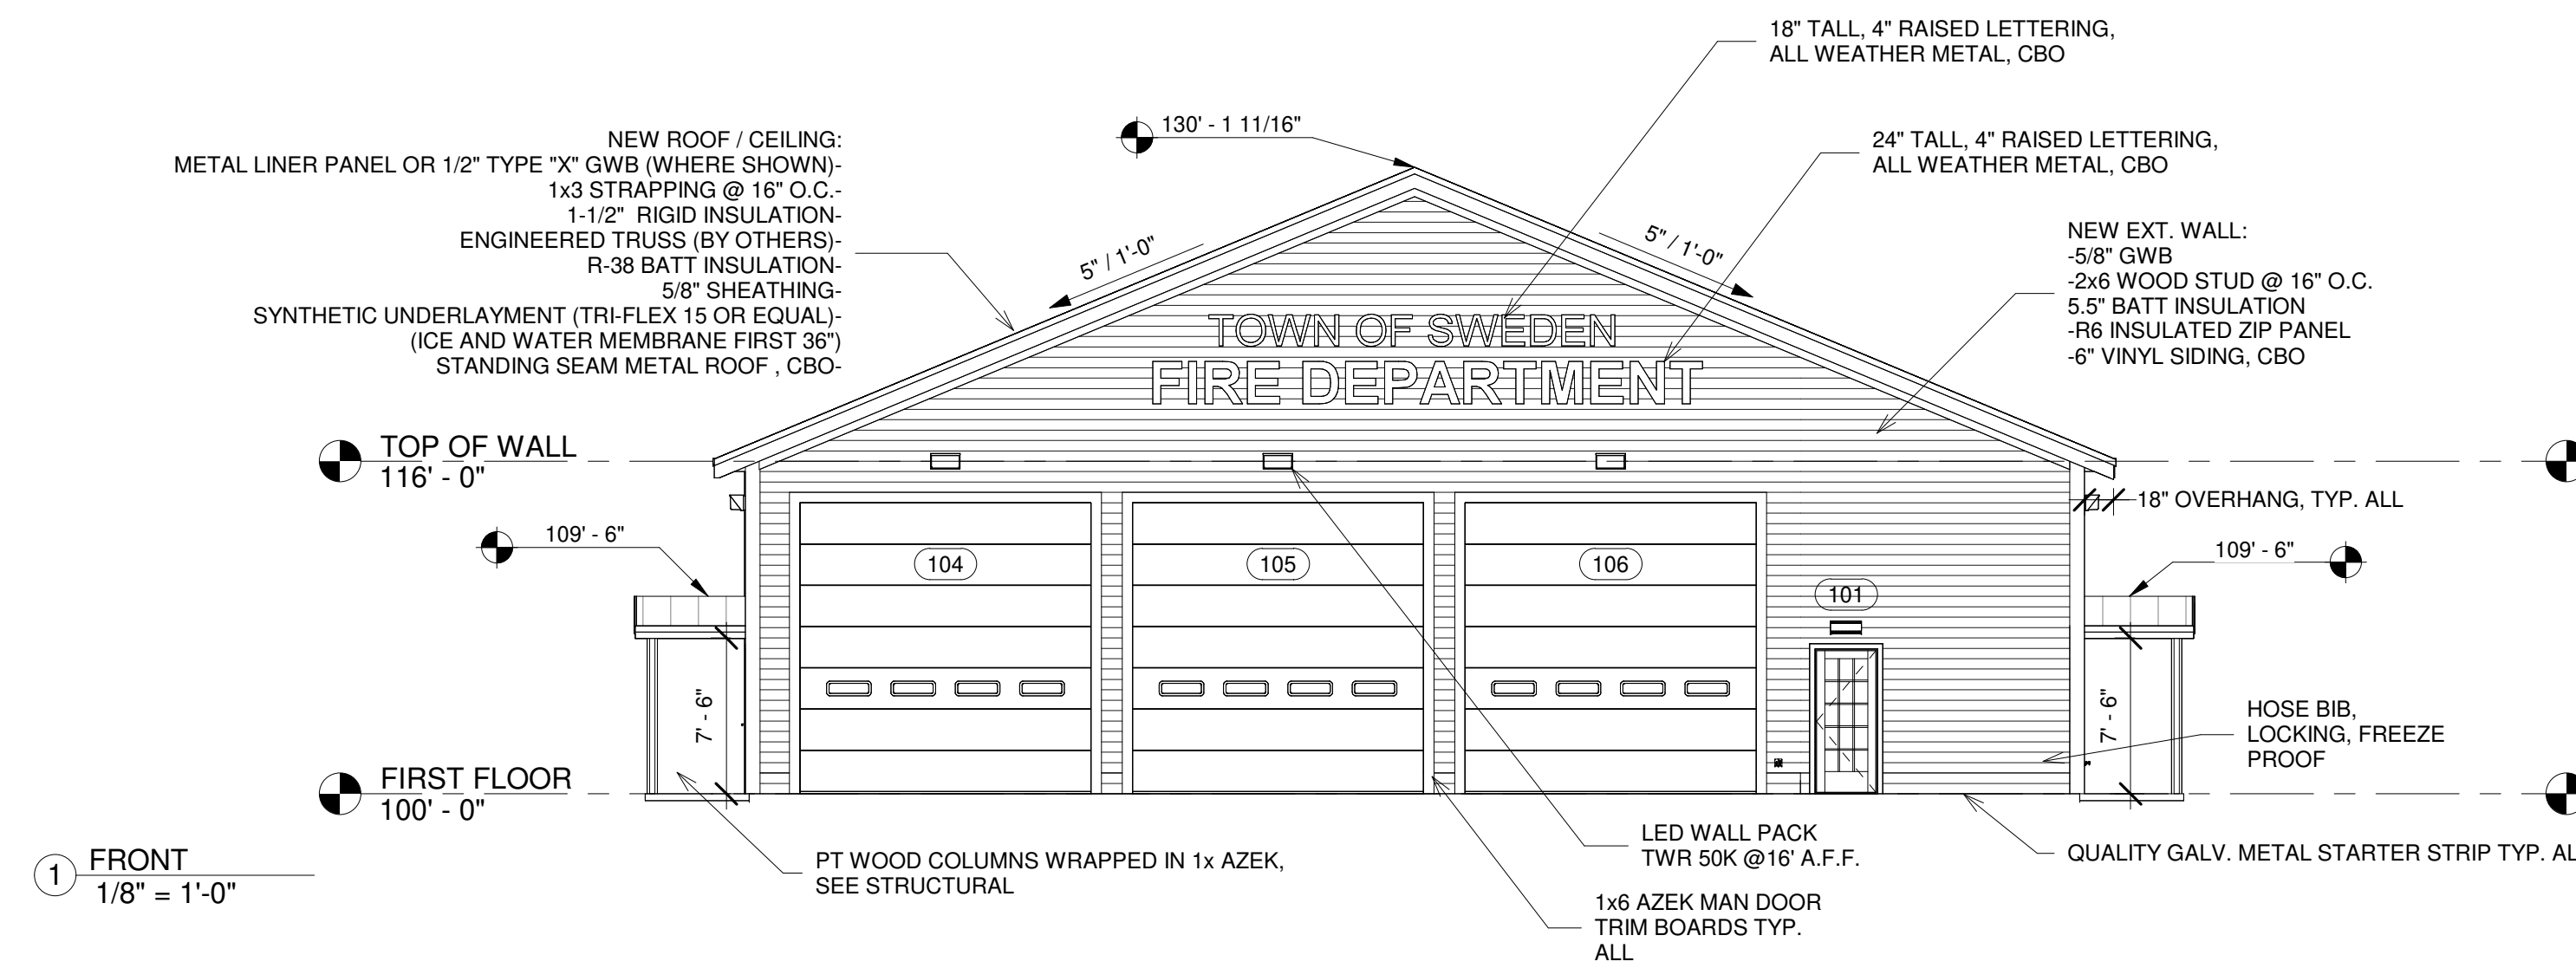 18" TALL, 4" RAISED LETTERING,
ALL WEATHER METAL, CBO
130' - 1 11/16"
24" TALL, 4" RAISED LETTERING,
ALL WEATHER METAL, CBO
NEW ROOF / CEILING:
METAL LINER PANEL OR 1/2" TYPE "X" GWB (WHERE SHOWN)-
1x3 STRAPPING @ 16" O.C.-
1-1/2" RIGID INSULATION-
ENGINEERED TRUSS (BY OTHERS)-
R-38 BATT INSULATION-
5/8" SHEATHING-
SYNTHETIC UNDERLAYMENT (TRI-FLEX 15 OR EQUAL)-
(ICE AND WATER MEMBRANE FIRST 36")
STANDING SEAM METAL ROOF , CBO-
5" / 1'-0"
5" / 1'-0"
NEW EXT. WALL:
-5/8" GWB
-2x6 WOOD STUD @ 16" O.C.
5.5" BATT INSULATION
-R6 INSULATED ZIP PANEL
-6" VINYL SIDING, CBO
TOWN OF SWEDEN
FIRE DEPARTMENT
TOP OF WALL
116' - 0"
18" OVERHANG, TYP. ALL
109' - 6"
109' - 6"
104
105
106
101
7' - 6"
7' - 6"
HOSE BIB,
LOCKING, FREEZE
PROOF
FIRST FLOOR
100' - 0"
LED WALL PACK
TWR 50K @16' A.F.F.
QUALITY GALV. METAL STARTER STRIP TYP. AL
PT WOOD COLUMNS WRAPPED IN 1x AZEK,
SEE STRUCTURAL
1x6 AZEK MAN DOOR
TRIM BOARDS TYP.
ALL
1
FRONT
1/8" = 1'-0"